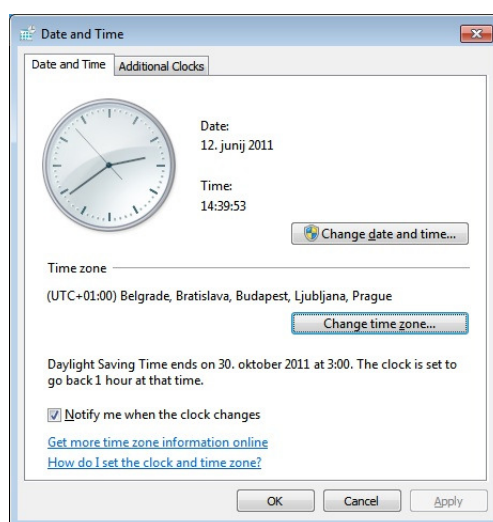 Date and Time
Date and Time
Additional Clocks
Date:
12. junij 2011
Time:
14:39:53
Change date and time...
Time zone
(UTC+01:00) Belgrade, Bratislava, Budapest, Ljubljana, Prague
Change time zone...
Daylight Saving Time ends on 30. oktober 2011 at 3:00. The clock is set to
go back 1 hour at that time.
Notify me when the clock changes
Get more time zone information online
How do I set the clock and time zone?
OK
Cancel
Apply